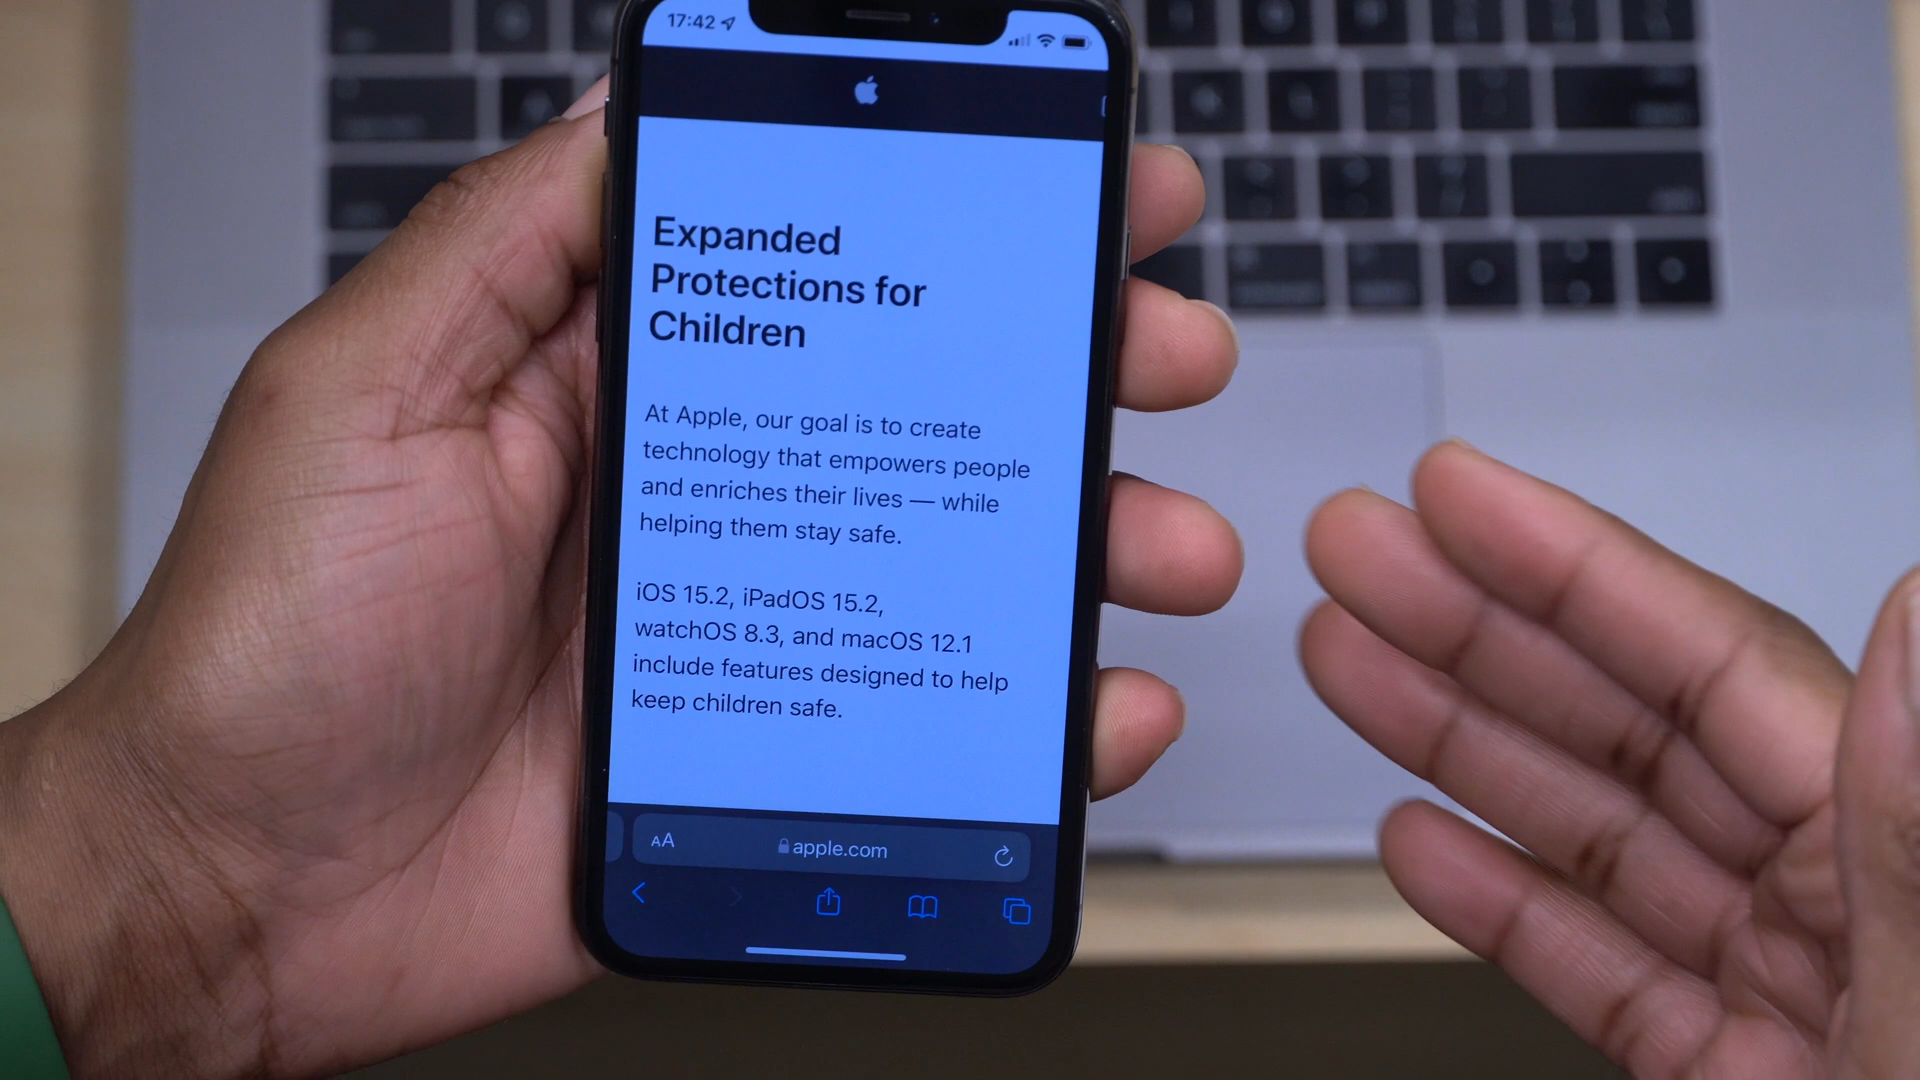 17:42
Expanded
Protections for
Children
At Apple, our goal is to create
technology that empowers people
and enriches their lives — while
helping them stay safe.
iOS 15.2, iPadOS 15.2,
watchOS 8.3, and macOS 12.1
include features designed to help
keep children safe.
AA apple.com